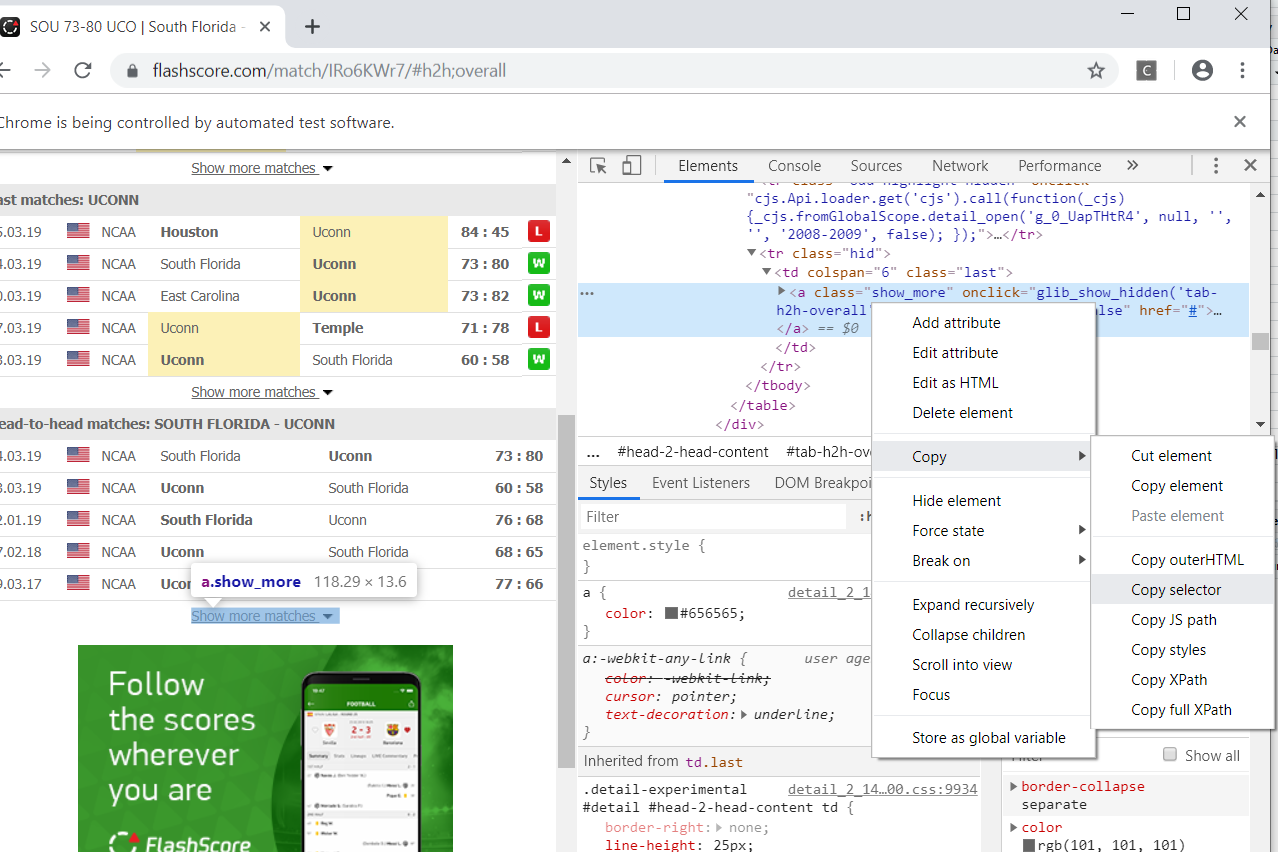 SOU 73-80 UCO | South Florida -
flashscore.com/match/IRo6KWr7/#h2h;overall
C
Chrome is being controlled by automated test software.
Show more matches
ast matches: UCONN
5.03.19 NCAA Houston Uconn 84 : 45 L
4.03.19 NCAA South Florida Uconn 73 : 80 W
0.03.19 NCAA East Carolina Uconn 73 : 82 W
7.03.19 NCAA Uconn Temple 71 : 78 L
3.03.19 NCAA Uconn South Florida 60 : 58 W
Show more matches
ead-to-head matches: SOUTH FLORIDA - UCONN
4.03.19 NCAA South Florida Uconn 73 : 80
3.03.19 NCAA Uconn South Florida 60 : 58
2.01.19 NCAA South Florida Uconn 76 : 68
7.02.18 NCAA Uconn South Florida 68 : 65
9.03.17 NCAA Uco 77 : 66
a.show_more 118.29 × 13.6
Show more matches
Follow
the scores
wherever
you are
FlashScore
FOOTBALL
2 - 3
Elements Console Sources Network Performance »
<tr class="odd highlight hidden" onclick=
"cjs.Api.loader.get('cjs').call(function(_cjs)
{_cjs.fromGlobalScope.detail_open('g_0_UapTHtR4', null, '',
'', '2008-2009', false); });">…</tr>
<tr class="hid">
<td colspan="6" class="last">
<a class="show_more" onclick="glib_show_hidden('tab-
h2h-overall' alse" href="#">…
</a> == $0
</td>
</tr>
</tbody>
</table>
</div>
... #head-2-head-content #tab-h2h-ove
Styles Event Listeners DOM Breakpoi
Filter :h
element.style {
}
a { detail_2_1
color: #656565;
}
a:-webkit-any-link { user age
color: -webkit-link;
cursor: pointer;
text-decoration: underline;
}
Inherited from td.last
.detail-experimental detail_2_14…00.css:9934
#detail #head-2-head-content td {
border-right: none;
line-height: 25px;
Add attribute
Edit attribute
Edit as HTML
Delete element
Copy
Hide element
Force state
Break on
Expand recursively
Collapse children
Scroll into view
Focus
Store as global variable
Cut element
Copy element
Paste element
Copy outerHTML
Copy selector
Copy JS path
Copy styles
Copy XPath
Copy full XPath
Filter Show all
border-collapse
separate
color
rgb(101, 101, 101)